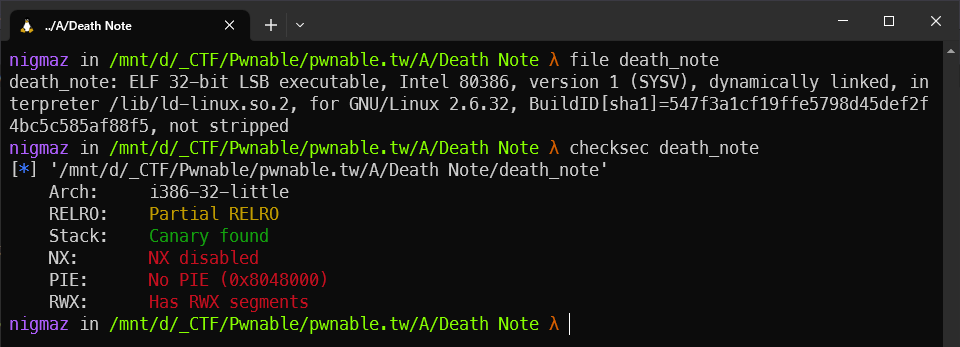 ../A/Death Note
nigmaz in /mnt/d/_CTF/Pwnable/pwnable.tw/A/Death Note λ file death_note
death_note: ELF 32-bit LSB executable, Intel 80386, version 1 (SYSV), dynamically linked, in
terpreter /lib/ld-linux.so.2, for GNU/Linux 2.6.32, BuildID[sha1]=547f3a1cf19ffe5798d45def2f
4bc5c585af88f5, not stripped
nigmaz in /mnt/d/_CTF/Pwnable/pwnable.tw/A/Death Note λ checksec death_note
[*] '/mnt/d/_CTF/Pwnable/pwnable.tw/A/Death Note/death_note'
    Arch:     i386-32-little
    RELRO:    Partial RELRO
    Stack:    Canary found
    NX:       NX disabled
    PIE:      No PIE (0x8048000)
    RWX:      Has RWX segments
nigmaz in /mnt/d/_CTF/Pwnable/pwnable.tw/A/Death Note λ